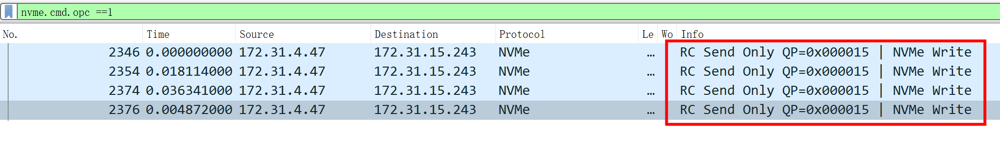 nvme.cmd.opc ==1
No. Time Source Destination Protocol Le Wo Info
2346 0.000000000 172.31.4.47 172.31.15.243 NVMe … RC Send Only QP=0x000015 | NVMe Write
2354 0.018114000 172.31.4.47 172.31.15.243 NVMe … RC Send Only QP=0x000015 | NVMe Write
2374 0.036341000 172.31.4.47 172.31.15.243 NVMe … RC Send Only QP=0x000015 | NVMe Write
2376 0.004872000 172.31.4.47 172.31.15.243 NVMe … RC Send Only QP=0x000015 | NVMe Write